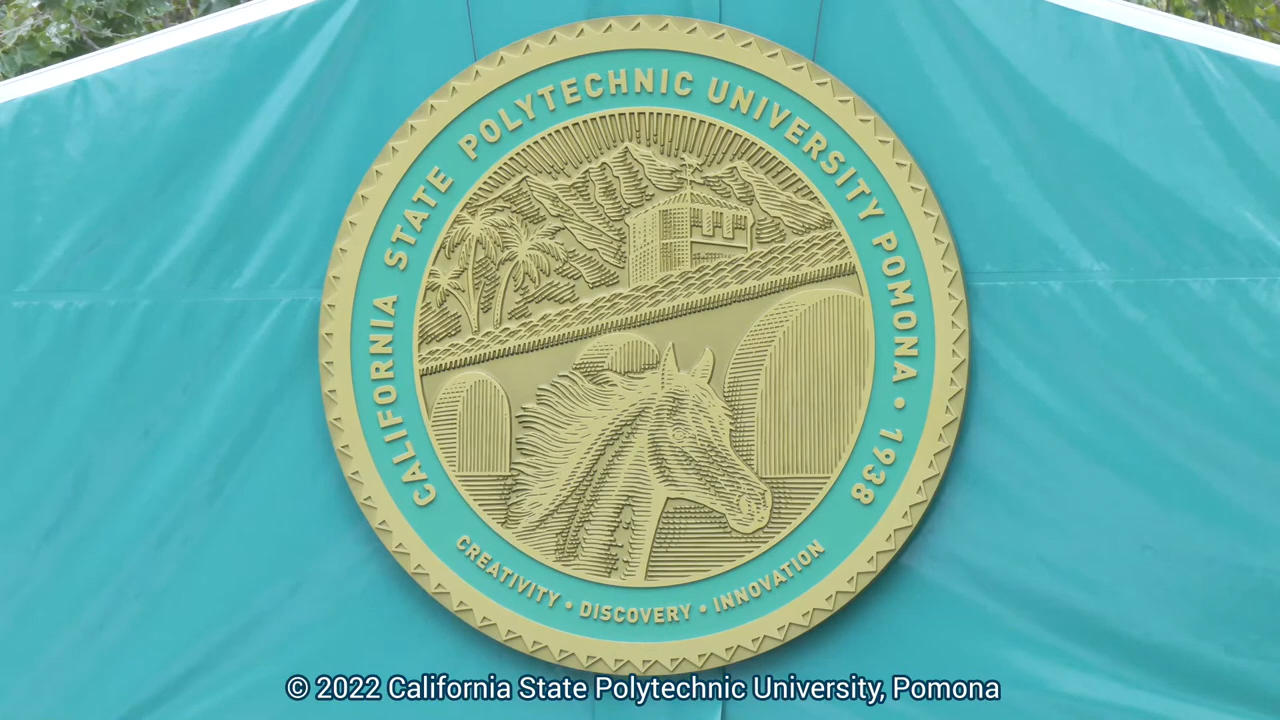 CALIFORNIA STATE POLYTECHNIC UNIVERSITY POMONA • 1938
CREATIVITY • DISCOVERY • INNOVATION
© 2022 California State Polytechnic University, Pomona